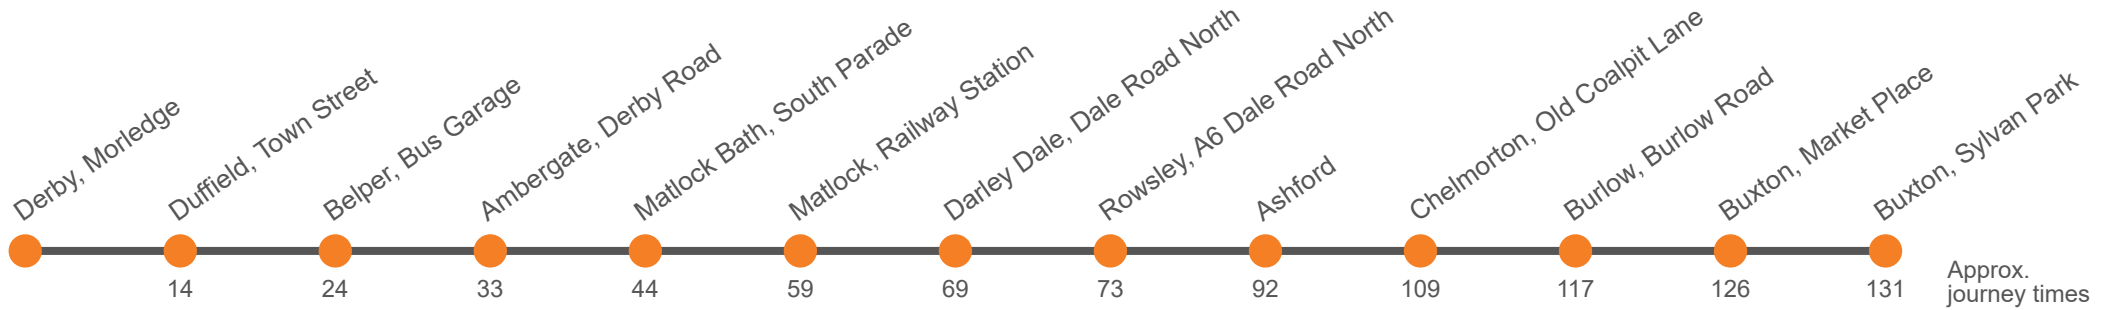 Derby, Morledge
Duffield, Town Street
Belper, Bus Garage
Ambergate, Derby Road
Matlock Bath, South Parade
Matlock, Railway Station
Darley Dale, Dale Road North
Rowsley, A6 Dale Road North
Ashford
Chelmorton, Old Coalpit Lane
Burlow, Burlow Road
Buxton, Market Place
Buxton, Sylvan Park
14
24
33
44
59
69
73
92
109
117
126
131
Approx.
journey times